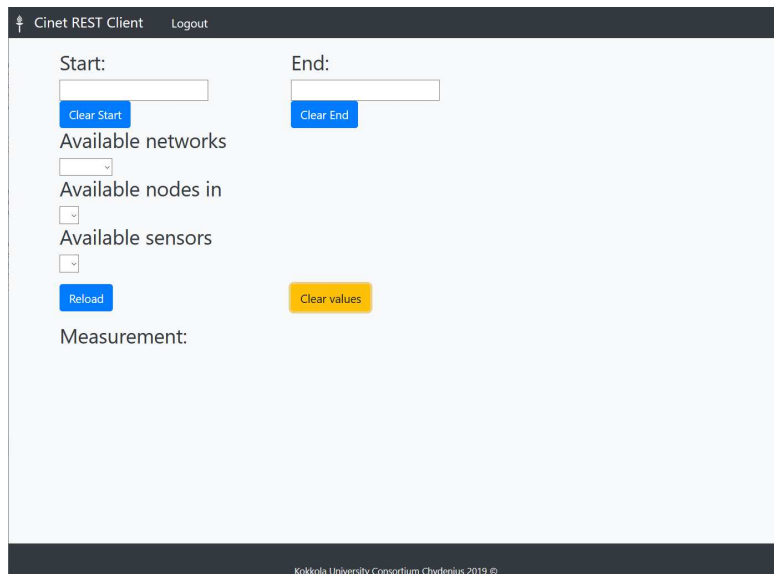 Cinet REST Client Logout
Start: End:
Clear Start Clear End
Available networks
Available nodes in
Available sensors
Reload Clear values
Measurement:
Kokkola University Consortium Chydenius 2019 ©